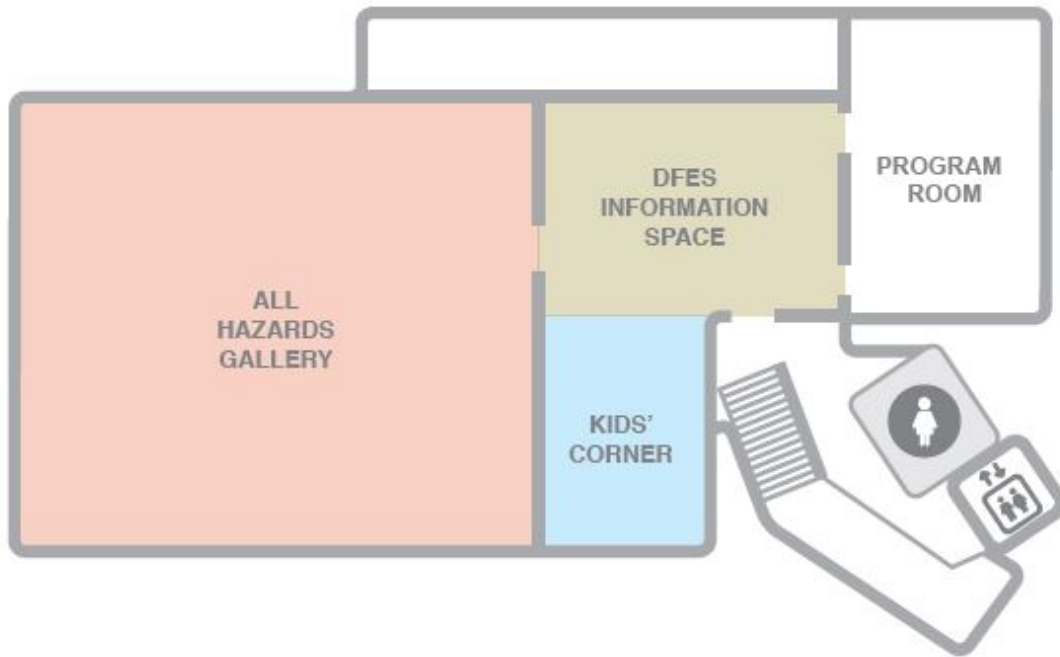 ALL
HAZARDS
GALLERY
DFES
INFORMATION
SPACE
KIDS’
CORNER
PROGRAM
ROOM